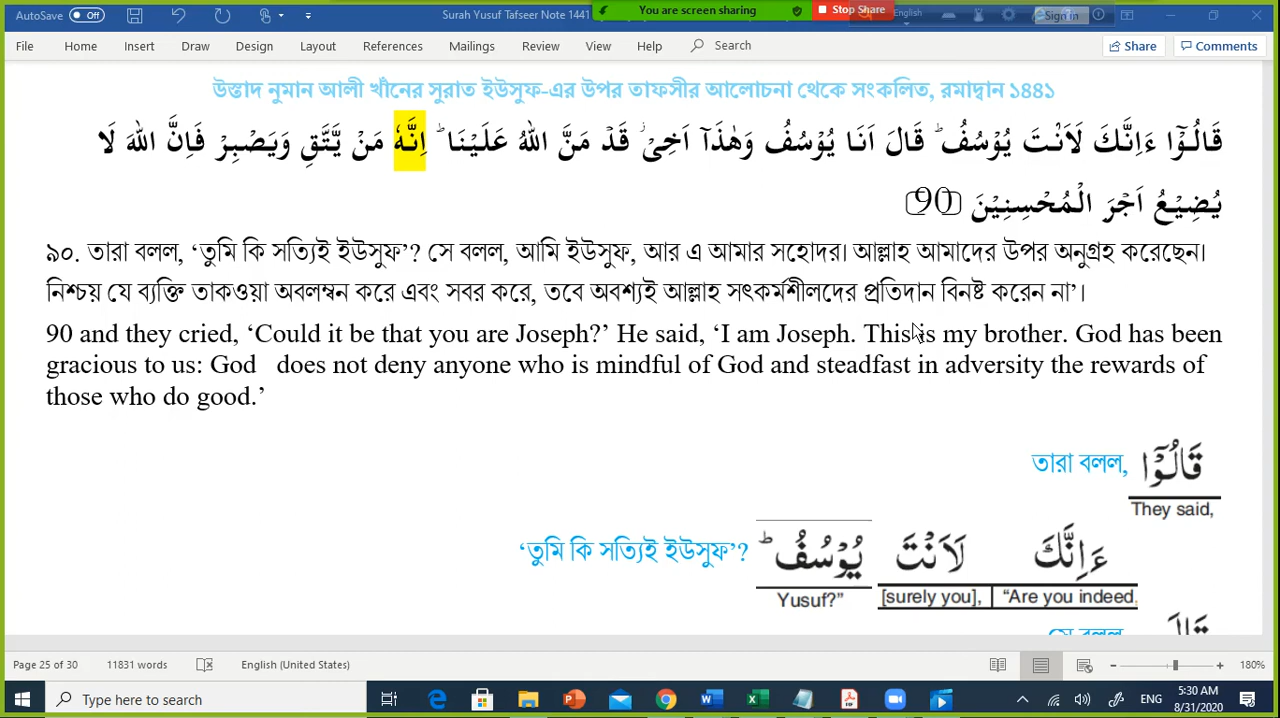 AutoSave Off Surah Yusuf Tafseer Note 1441 You are screen sharing Stop Share English Sign in
File Home Insert Draw Design Layout References Mailings Review View Help Search Share Comments
উস্তাদ নুমান আলী খাঁনের সুরাত ইউসুফ-এর উপর তাফসীর আলোচনা থেকে সংকলিত, রমাদ্বান ১৪৪১
قَالُوْٓا ءَاِنَّكَ لَاَنْتَ يُوْسُفُ ؕ قَالَ اَنَا يُوْسُفُ وَهٰذَآ اَخِىْ ۫ قَدْ مَنَّ اللهُ عَلَيْنَا ؕ اِنَّهٗ مَنْ يَّتَّقِ وَيَصْبِرْ فَاِنَّ اللهَ لَا
يُضِيْعُ اَجْرَ الْمُحْسِنِيْنَ 90
৯০. তারা বলল, ‘তুমি কি সত্যিই ইউসুফ’? সে বলল, আমি ইউসুফ, আর এ আমার সহোদর। আল্লাহ আমাদের উপর অনুগ্রহ করেছেন।
নিশ্চয় যে ব্যক্তি তাকওয়া অবলম্বন করে এবং সবর করে, তবে অবশ্যই আল্লাহ সৎকর্মশীলদের প্রতিদান বিনষ্ট করেন না’।
90 and they cried, ‘Could it be that you are Joseph?’ He said, ‘I am Joseph. This is my brother. God has been
gracious to us: God does not deny anyone who is mindful of God and steadfast in adversity the rewards of
those who do good.’
তারা বলল, قَالُوْٓا
They said,
‘তুমি কি সত্যিই ইউসুফ’? ءَاِنَّكَ لَاَنْتَ يُوْسُفُ ؕ
Yusuf?” [surely you], “Are you indeed,
Page 25 of 30 11831 words English (United States) 180%
Type here to search ENG 5:30 AM
8/31/2020